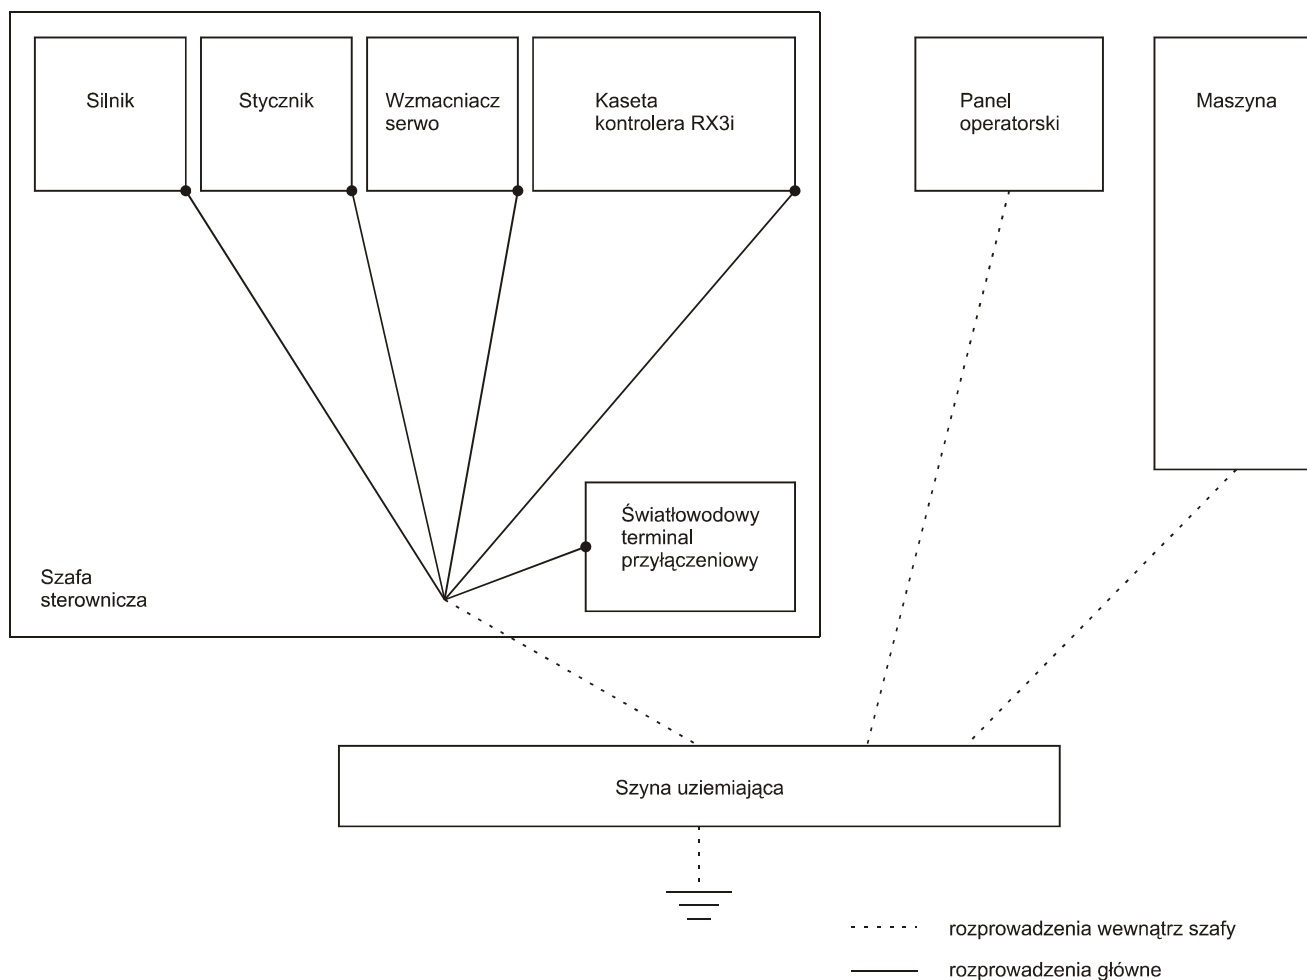 Silnik
Stycznik
Wzmacniacz
serwo
Kaseta
kontrolera RX3i
Panel
operatorski
Maszyna
Światłowodowy
terminal
przyłączeniowy
Szafa
sterownicza
Szyna uziemiająca
rozprowadzenia wewnątrz szafy
rozprowadzenia główne